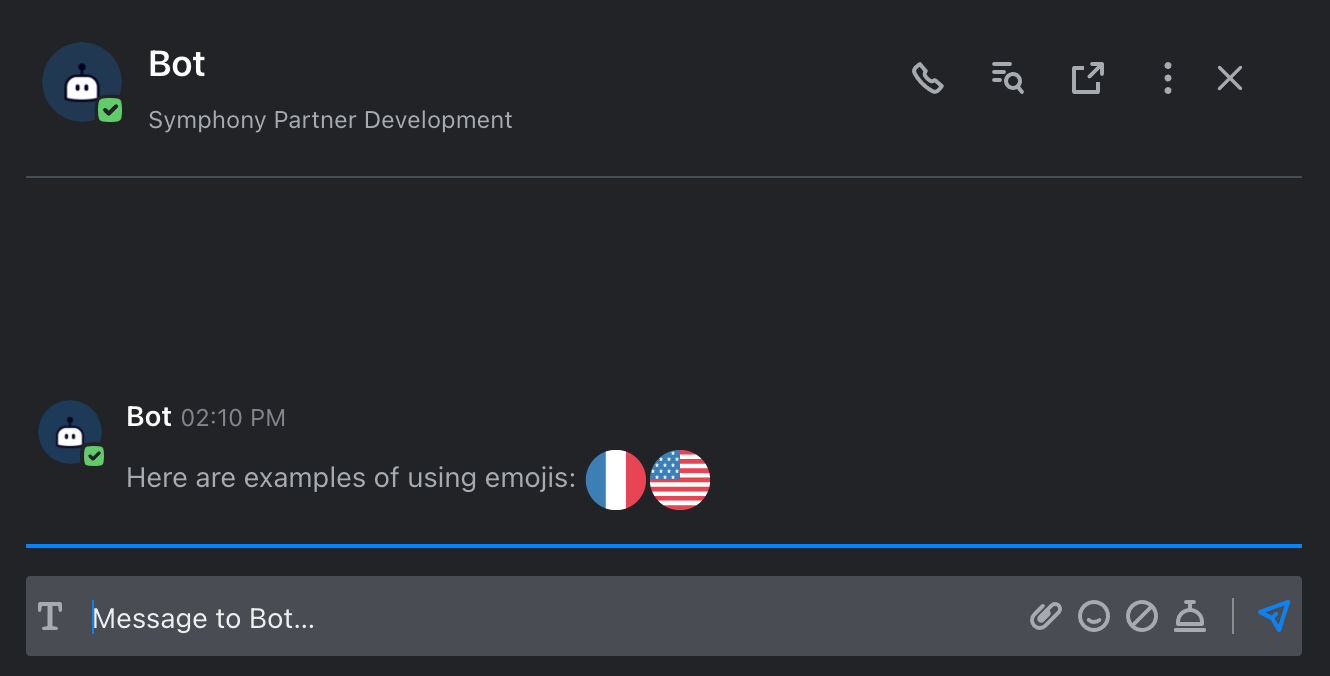 Bot
Symphony Partner Development
Bot 02:10 PM
Here are examples of using emojis: 🇫🇷🇺🇸
T Message to Bot...